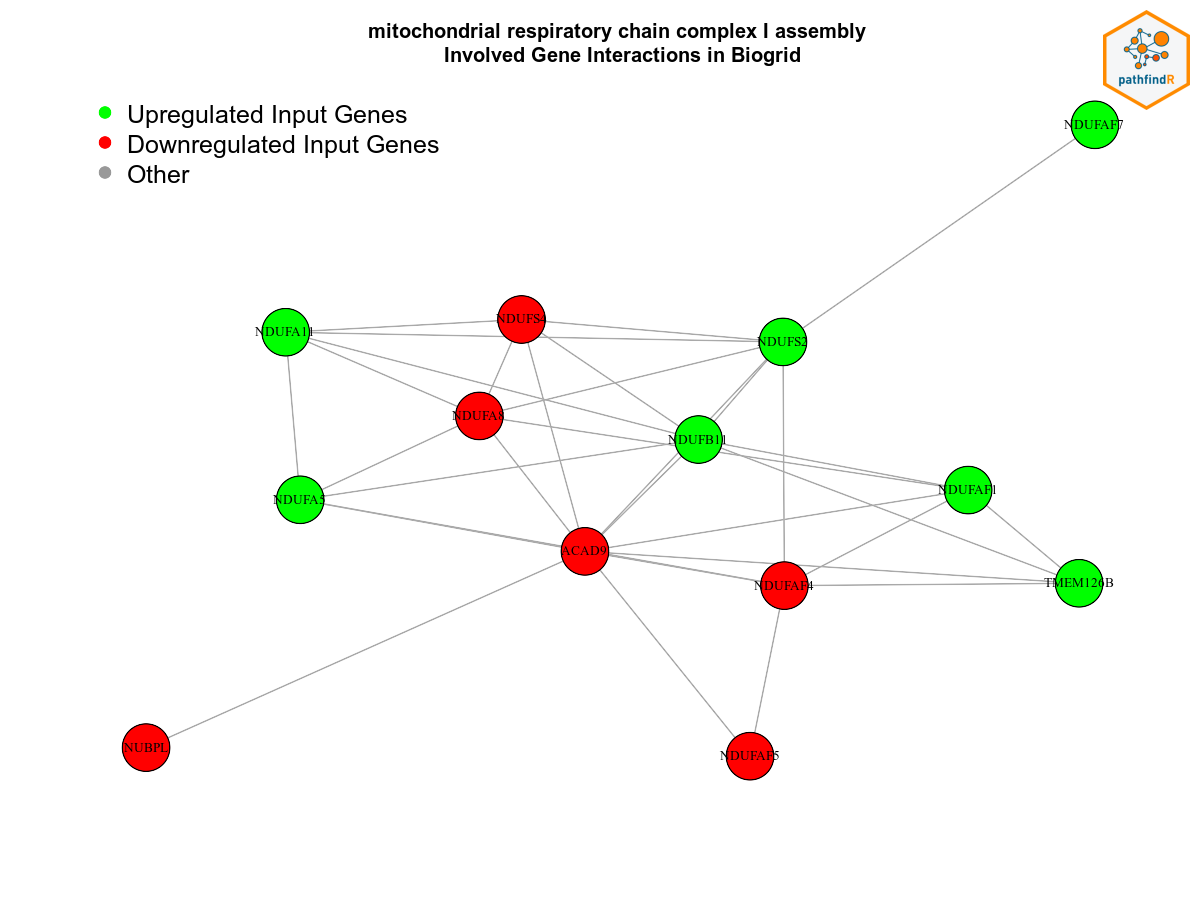 mitochondrial respiratory chain complex I assembly
Involved Gene Interactions in Biogrid
pathfindR
Upregulated Input Genes
Downregulated Input Genes
Other
NDUFAF7
NDUFA11
NDUFS4
NDUFS2
NDUFA8
NDUFB11
NDUFA5
NDUFAF1
ACAD9
NDUFAF4
TMEM126B
NUBPL
NDUFAF5